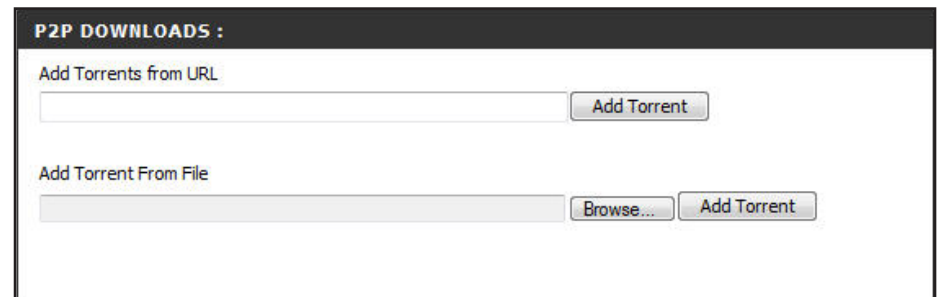 P2P DOWNLOADS :
Add Torrents from URL
Add Torrent
Add Torrent From File
Browse... Add Torrent